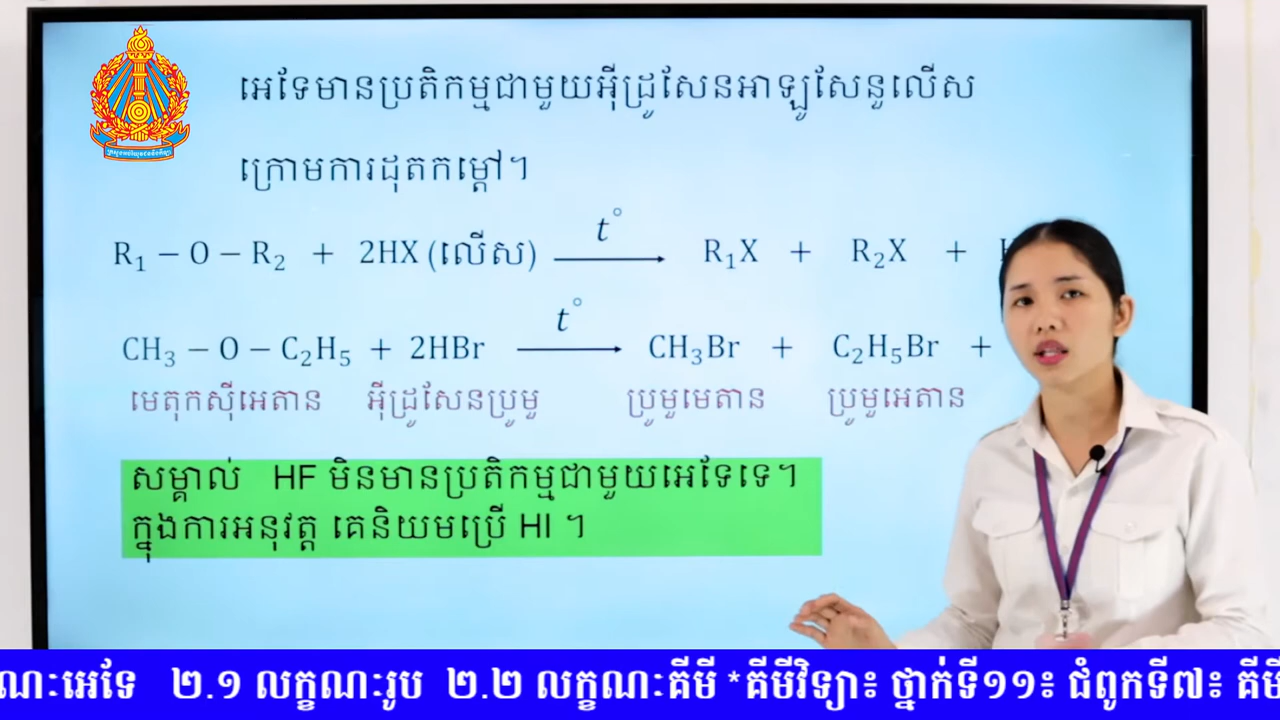 អេទែមានប្រតិកម្មជាមួយអ៊ីដ្រូសែនអាឡូសែនួលើស
ក្រោមការដុតកម្ដៅ។
R₁ − O − R₂ + 2HX (លើស) t° R₁X + R₂X +
CH₃ − O − C₂H₅ + 2HBr t° CH₃Br + C₂H₅Br +
មេតុកស៊ីអេតាន អ៊ីដ្រូសែនប្រូមួ ប្រូមួមេតាន ប្រូមួអេតាន
សម្គាល់ HF មិនមានប្រតិកម្មជាមួយអេទែទេ។
ក្នុងការអនុវត្ត គេនិយមប្រើ HI ។
ណៈអេទែ ២.១ លក្ខណៈរូប ២.២ លក្ខណៈគីមី *គីមីវិទ្យា៖ ថ្នាក់ទី១១៖ ជំពូកទី៧៖ គីមី